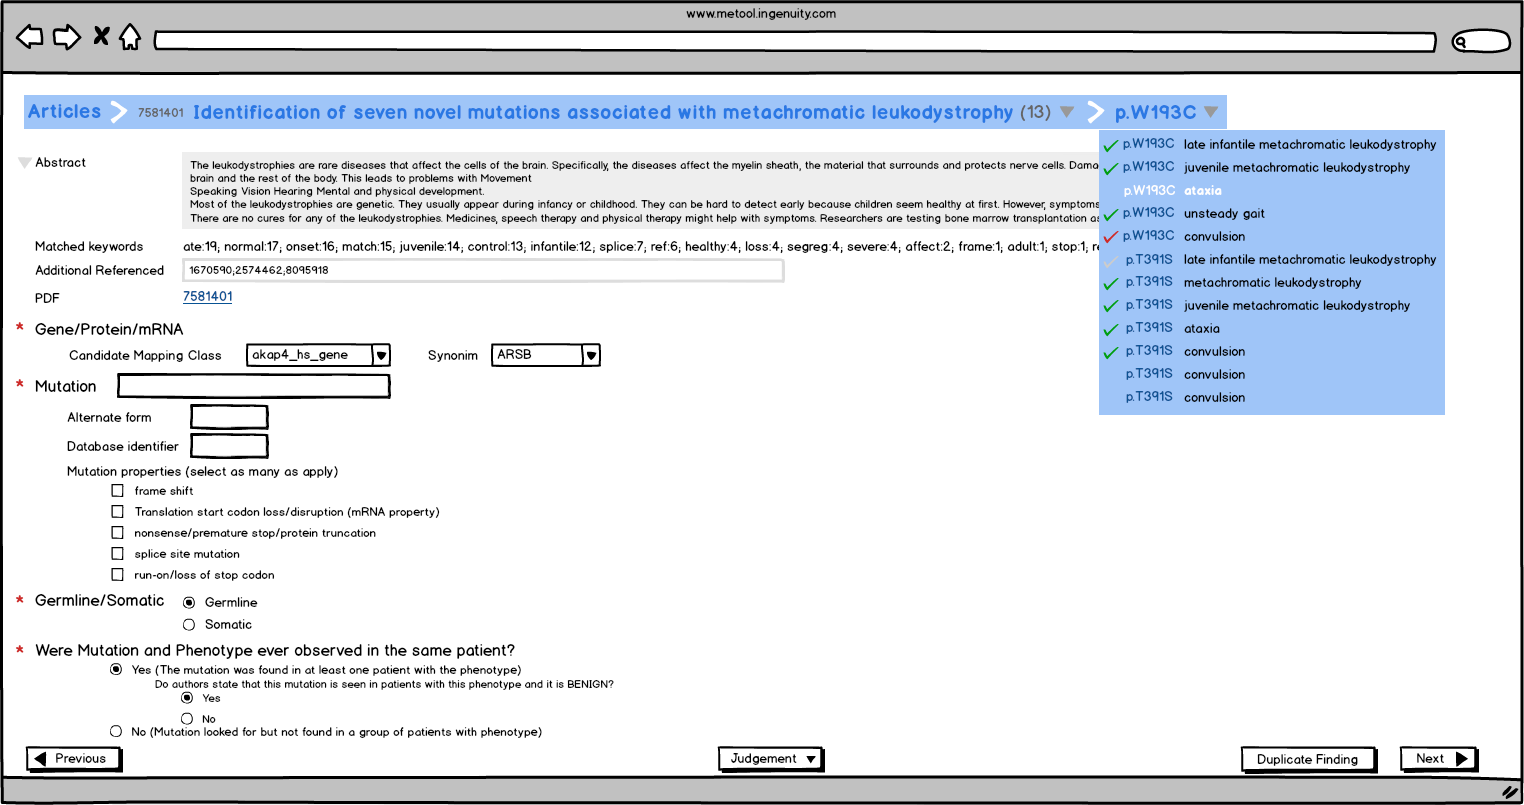 www.metool.ingenuity.com
Articles 7581401 Identification of seven novel mutations associated with metachromatic leukodystrophy (13) p.W193C
Abstract
The leukodystrophies are rare diseases that affect the cells of the brain. Specifically, the diseases affect the myelin sheath, the material that surrounds and protects nerve cells. Dama
brain and the rest of the body. This leads to problems with Movement
Speaking Vision Hearing Mental and physical development.
Most of the leukodystrophies are genetic. They usually appear during infancy or childhood. They can be hard to detect early because children seem healthy at first. However, symptoms
There are no cures for any of the leukodystrophies. Medicines, speech therapy and physical therapy might help with symptoms. Researchers are testing bone marrow transplantation as
p.W193C late infantile metachromatic leukodystrophy
p.W193C juvenile metachromatic leukodystrophy
p.W193C ataxia
p.W193C unsteady gait
p.W193C convulsion
p.T391S late infantile metachromatic leukodystrophy
p.T391S metachromatic leukodystrophy
p.T391S juvenile metachromatic leukodystrophy
p.T391S ataxia
p.T391S convulsion
p.T391S convulsion
p.T391S convulsion
Matched keywords ate:19; normal:17; onset:16; match:15; juvenile:14; control:13; infantile:12; splice:7; ref:6; healthy:4; loss:4; segreg:4; severe:4; affect:2; frame:1; adult:1; stop:1; re
Additional Referenced 1670590;2574462,8095918
PDF 7581401
* Gene/Protein/mRNA
Candidate Mapping Class akap4_hs_gene Synonim ARSB
* Mutation
Alternate form
Database identifier
Mutation properties (select as many as apply)
frame shift
Translation start codon loss/disruption (mRNA property)
nonsense/premature stop/protein truncation
splice site mutation
run-on/loss of stop codon
* Germline/Somatic Germline
Somatic
* Were Mutation and Phenotype ever observed in the same patient?
Yes (The mutation was found in at least one patient with the phenotype)
Do authors state that this mutation is seen in patients with this phenotype and it is BENIGN?
Yes
No
No (Mutation looked for but not found in a group of patients with phenotype)
Previous Judgement Duplicate Finding Next